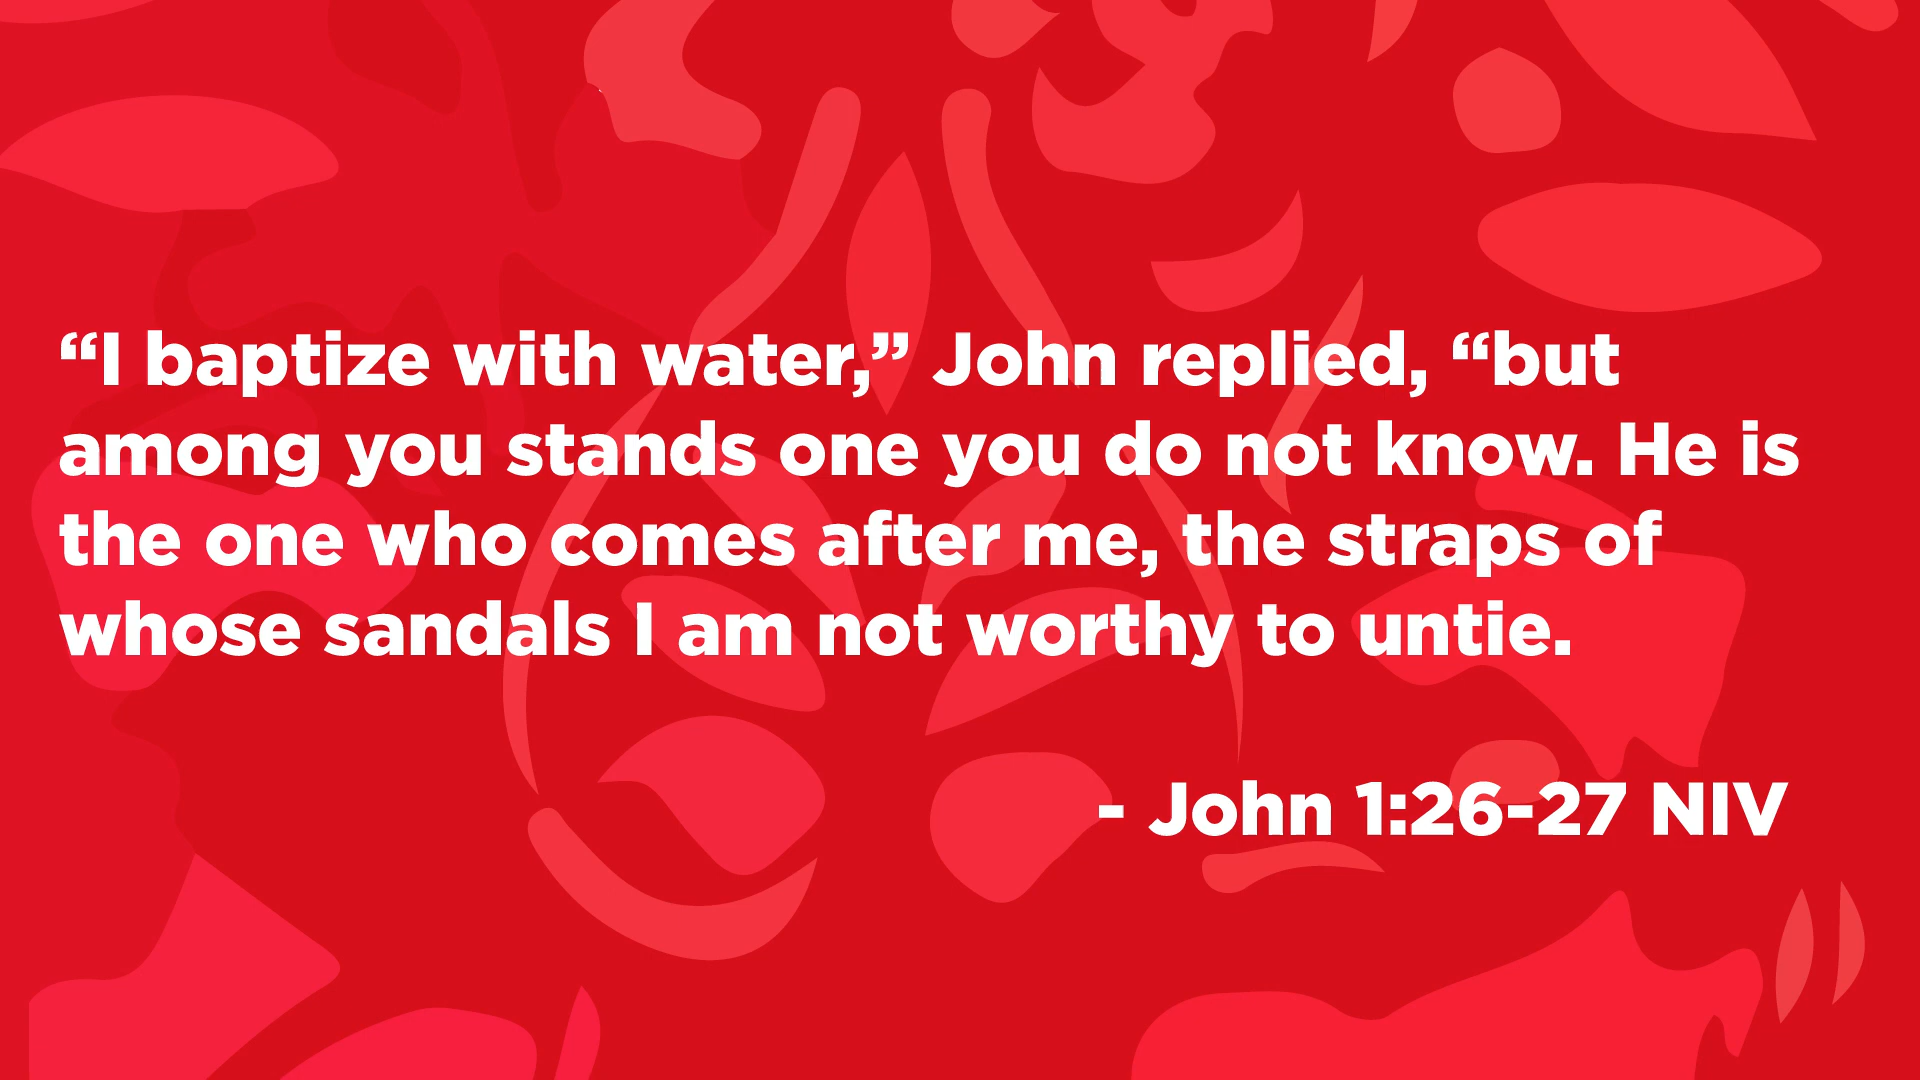 “I baptize with water,” John replied, “but
among you stands one you do not know. He is
the one who comes after me, the straps of
whose sandals I am not worthy to untie.
- John 1:26-27 NIV